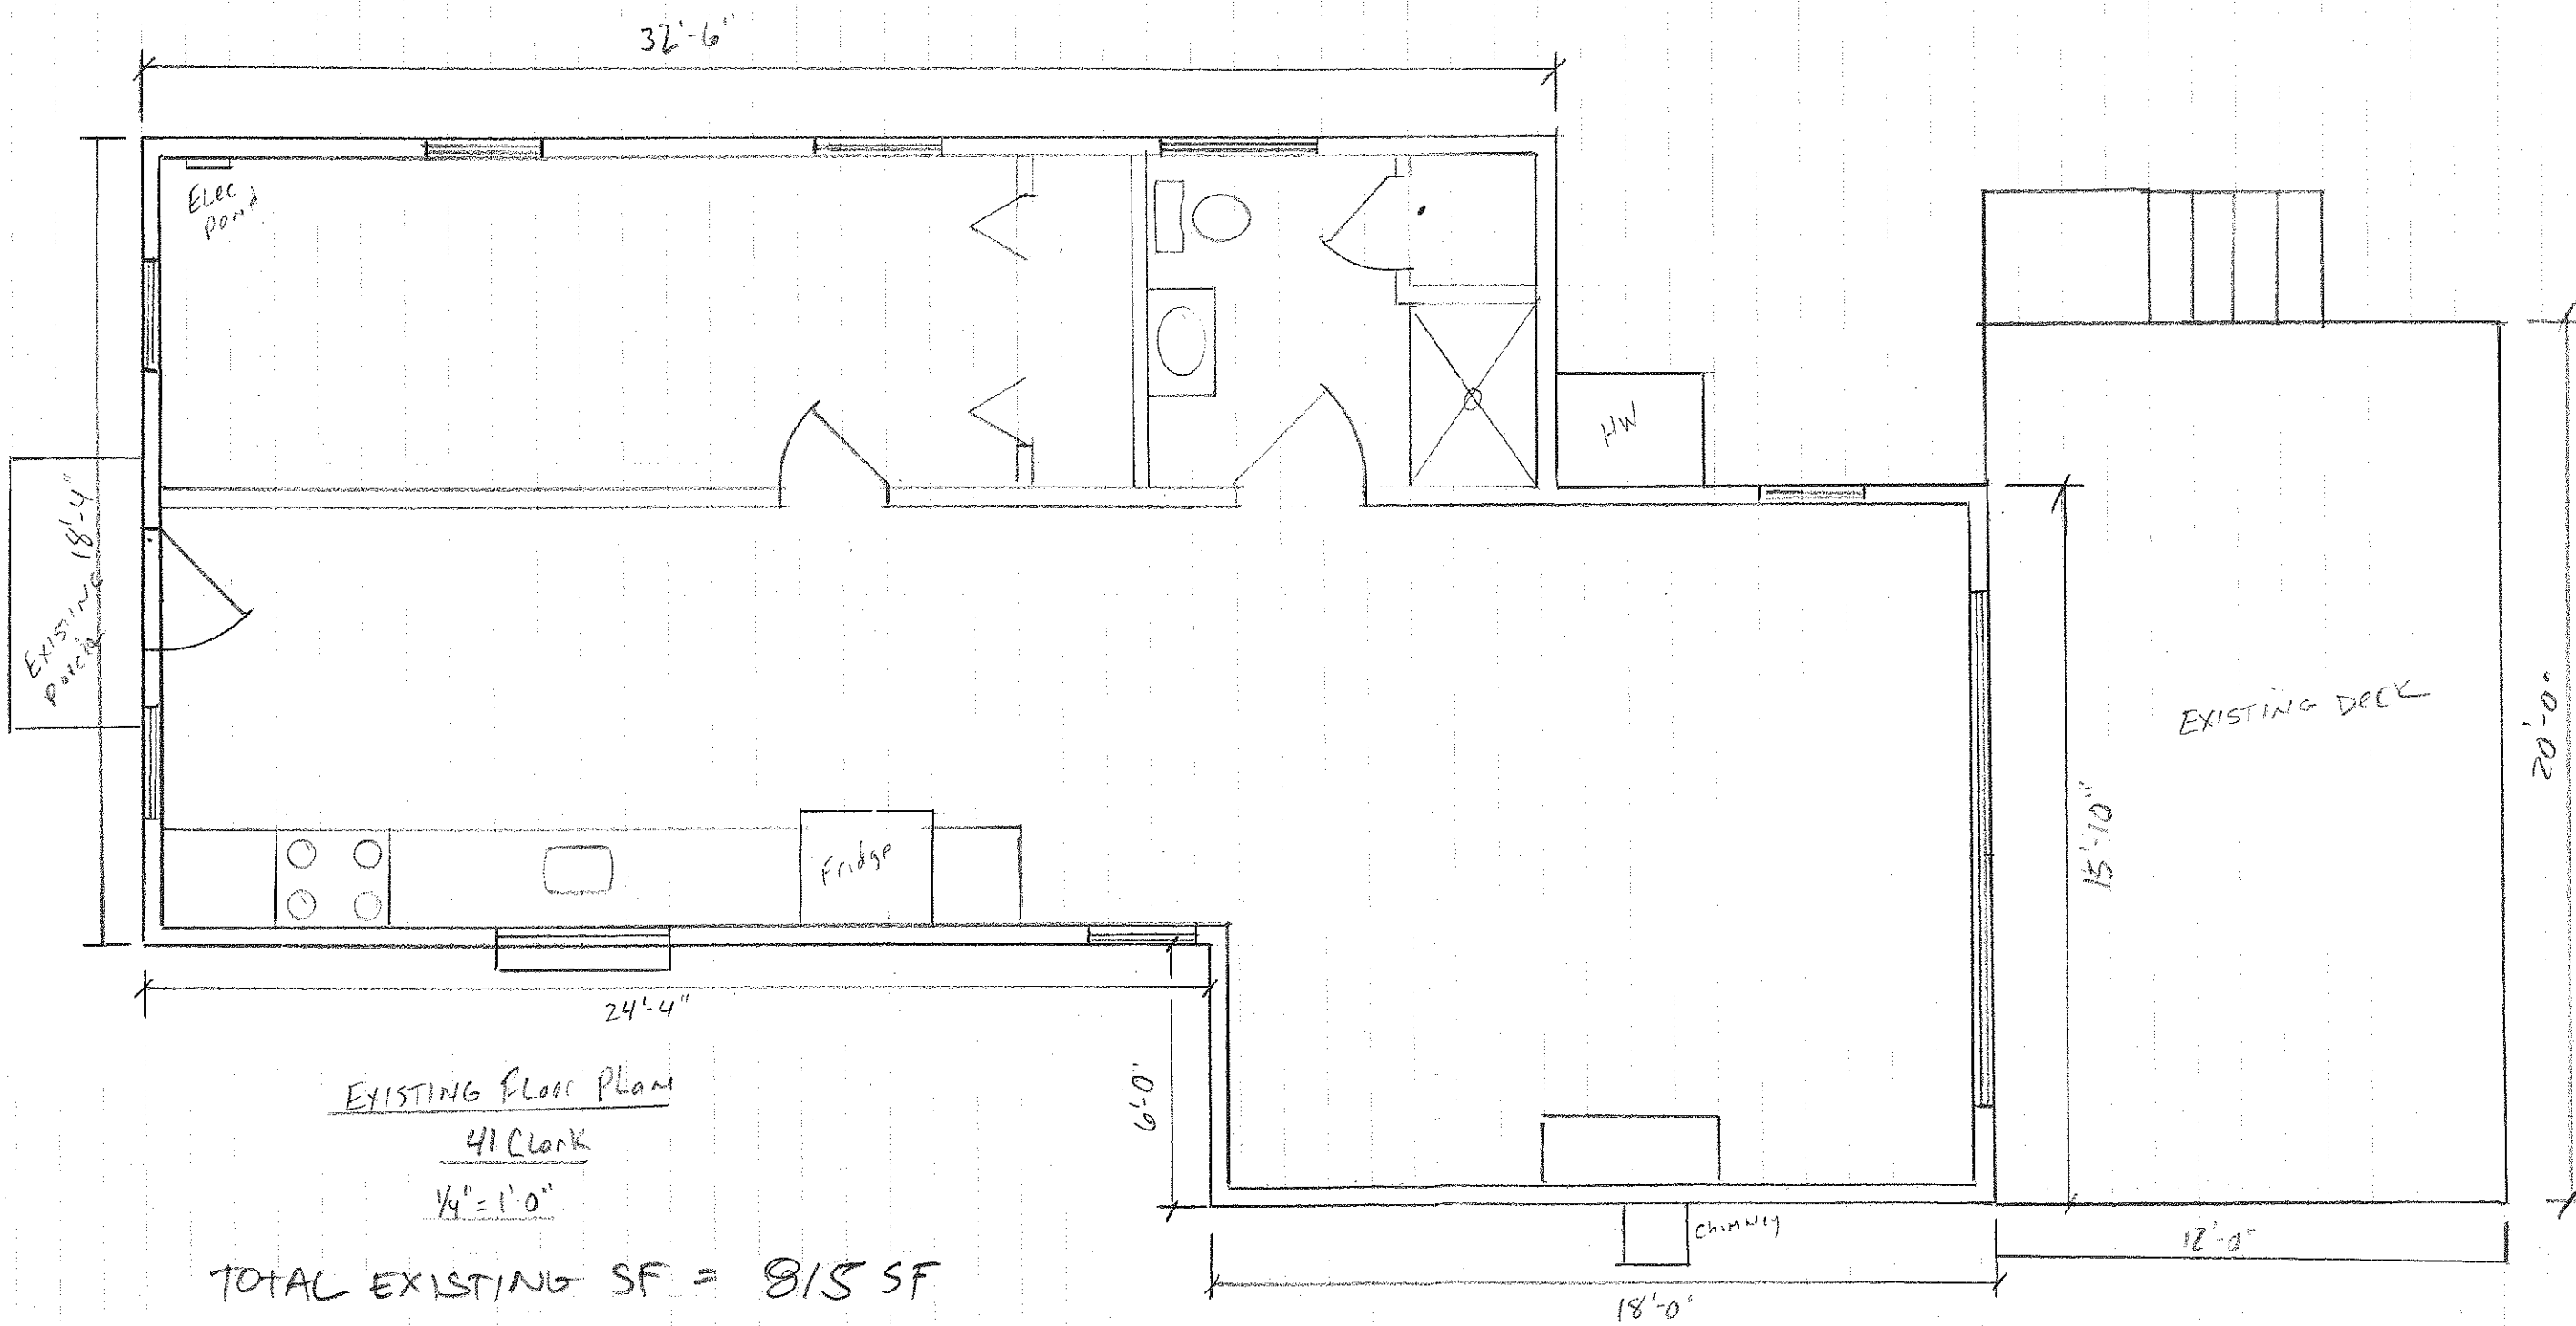 32'-6"
Elec
Panel
HW
18'-4"
Existing
Porch
EXISTING Deck
20'-0"
15'-10"
Fridge
24'-4"
6'-0"
EXISTING Floor Plan
41 Clark
1/4" = 1'-0"
Chimney
12'-0"
18'-0"
TOTAL EXISTING SF = 815 SF